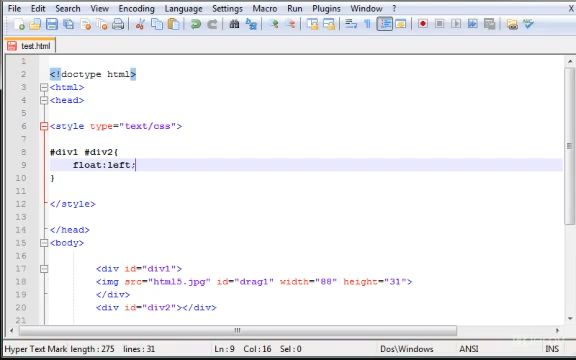 File Edit Search View Encoding Language Settings Macro Run Plugins Window ? X
test.html
1
2 <!doctype html>
3 <html>
4 <head>
5
6 <style type="text/css">
7
8 #div1 #div2{
9 float:left;
10 }
11
12 </style>
13
14 </head>
15 <body>
16
17 <div id="div1">
18 <img src="html5.jpg" id="drag1" width="88" height="31">
19 </div>
20 <div id="div2"></div>
21
Hyper Text Mark length : 275 lines : 31 Ln : 9 Col : 16 Sel : 0 Dos\Windows ANSI INS